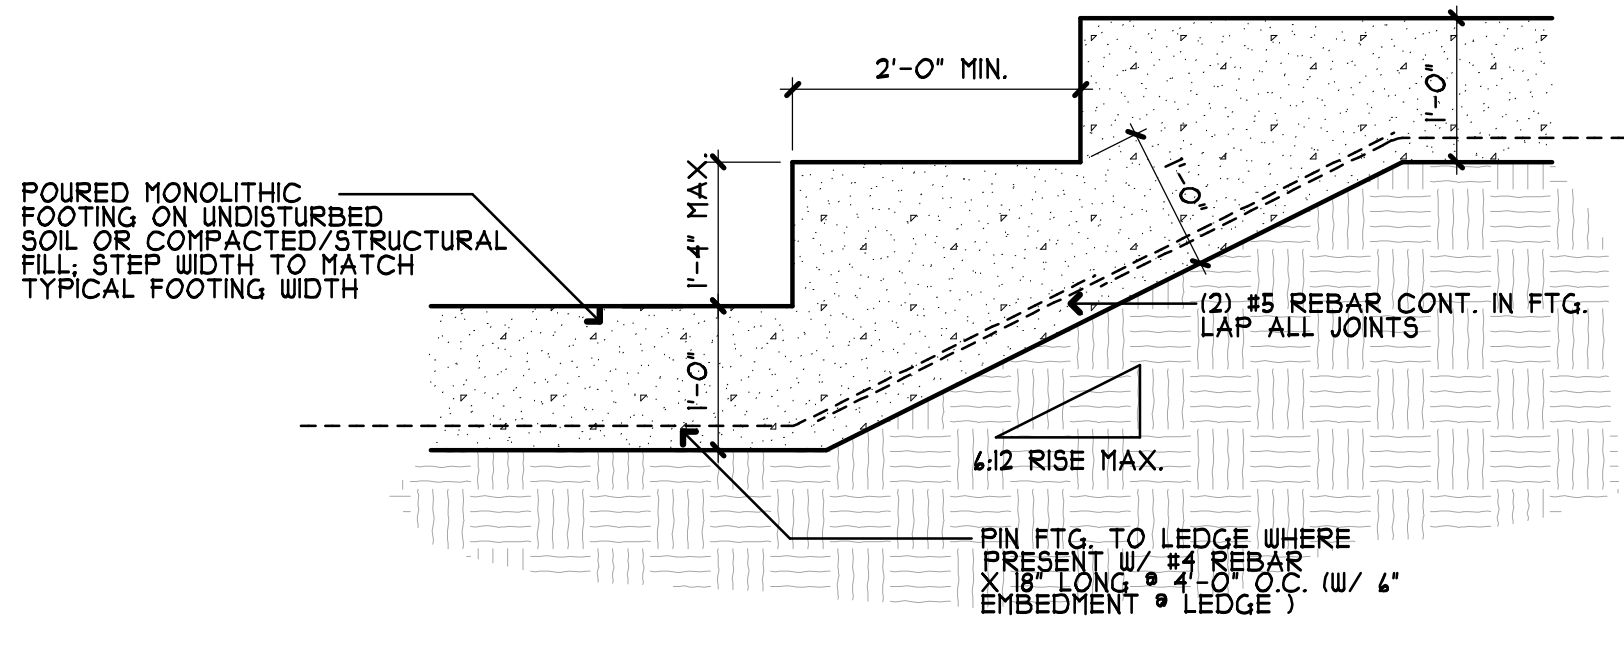 2'-0" MIN.
1'-0"
1'-4" MAX.
1'-0"
POURED MONOLITHIC
FOOTING ON UNDISTURBED
SOIL OR COMPACTED/STRUCTURAL
FILL; STEP WIDTH TO MATCH
TYPICAL FOOTING WIDTH
(2) #5 REBAR CONT. IN FTG.
LAP ALL JOINTS
1'-0"
6:12 RISE MAX.
PIN FTG. TO LEDGE WHERE
PRESENT W/ #4 REBAR
X 18" LONG @ 4'-0" O.C. (W/ 6"
EMBEDMENT @ LEDGE )